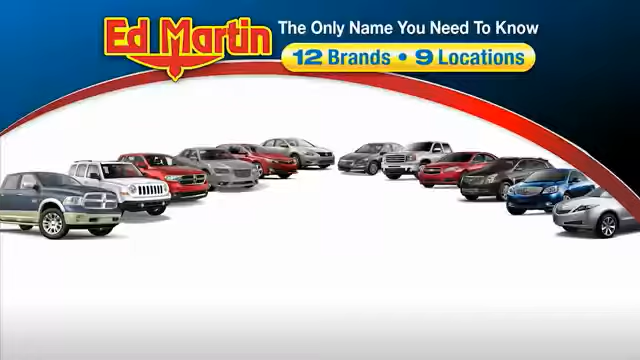 Ed Martin
The Only Name You Need To Know
12 Brands • 9 Locations